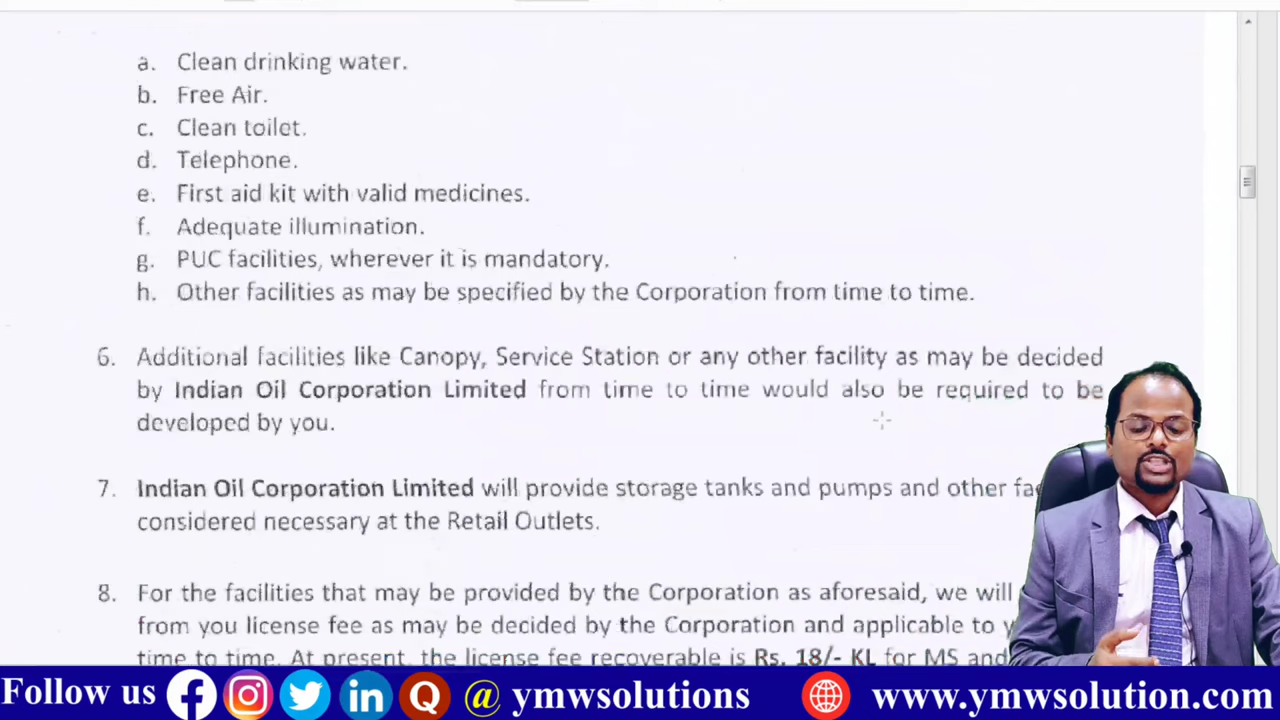 a. Clean drinking water.
b. Free Air.
c. Clean toilet.
d. Telephone.
e. First aid kit with valid medicines.
f. Adequate illumination.
g. PUC facilities, wherever it is mandatory.
h. Other facilities as may be specified by the Corporation from time to time.
6. Additional facilities like Canopy, Service Station or any other facility as may be decided
by Indian Oil Corporation Limited from time to time would also be required to be
developed by you.
7. Indian Oil Corporation Limited will provide storage tanks and pumps and other
considered necessary at the Retail Outlets.
8. For the facilities that may be provided by the Corporation as aforesaid, we will
from you license fee as may be decided by the Corporation and applicable to
time to time. At present, the license fee recoverable is Rs. 18/- KL for MS and
Follow us @ ymwsolutions www.ymwsolution.com